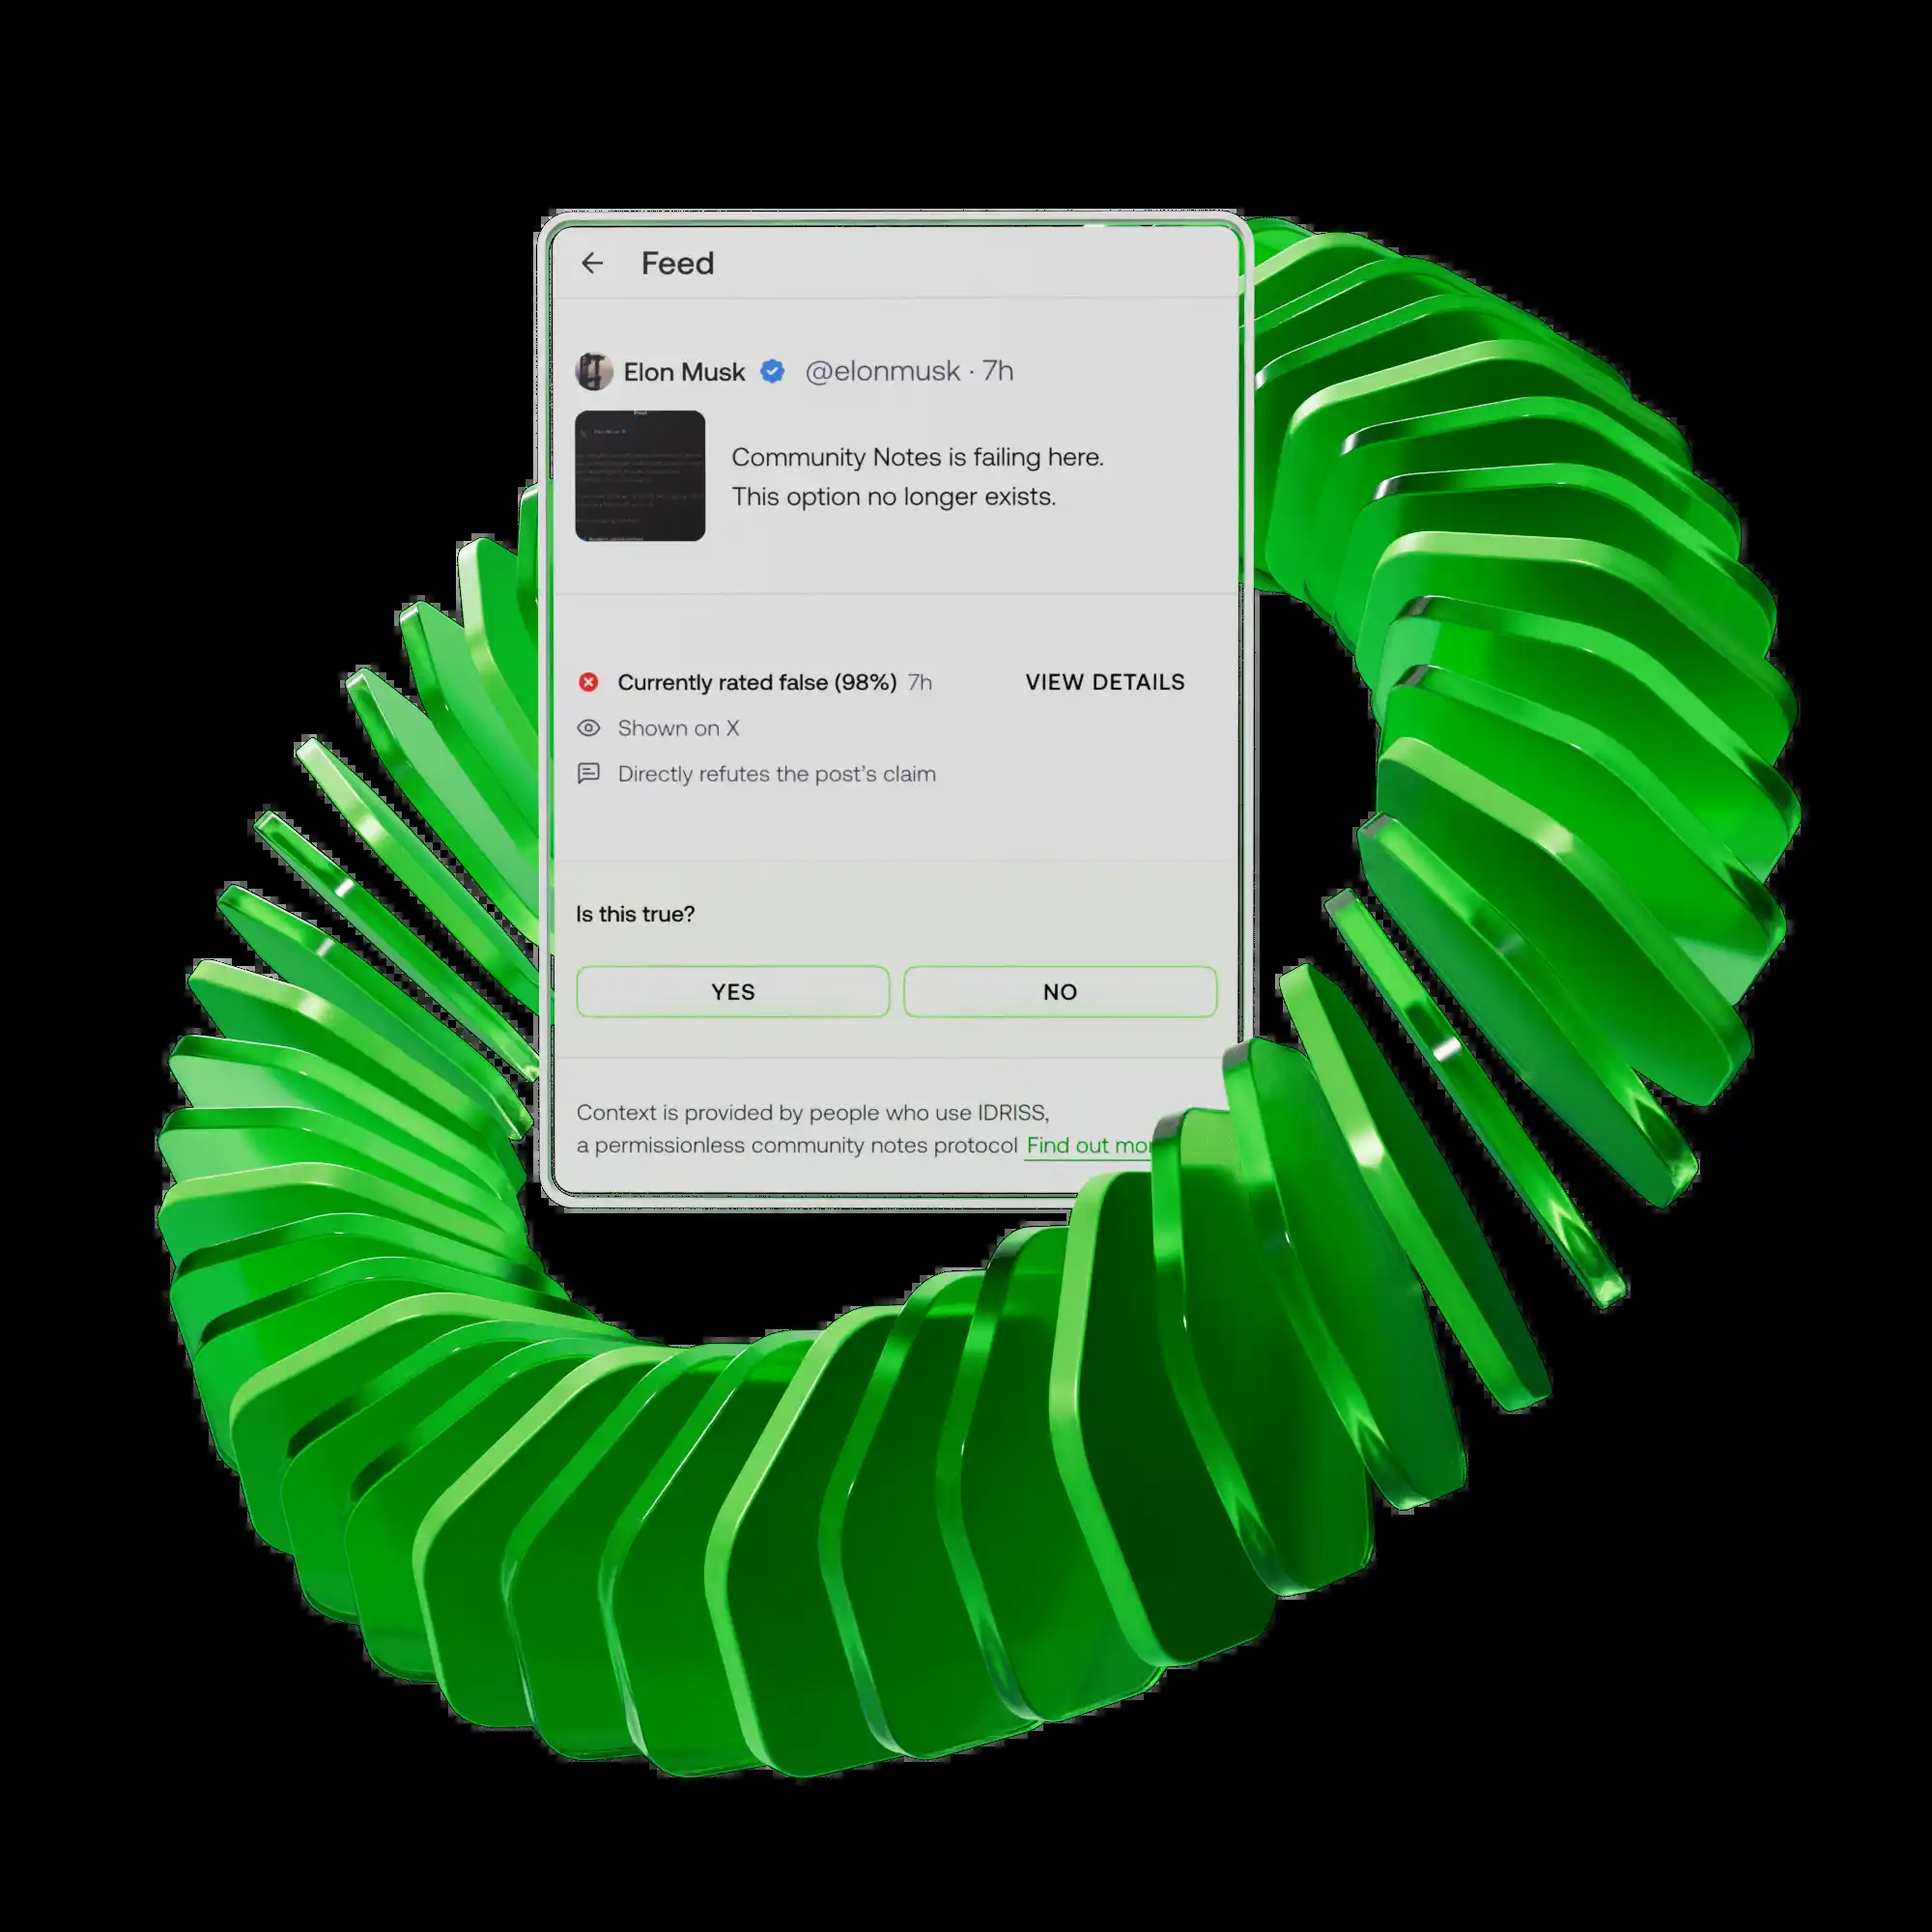 Feed
Elon Musk @elonmusk · 7h
Community Notes is failing here.
This option no longer exists.
Currently rated false (98%) 7h VIEW DETAILS
Shown on X
Directly refutes the post's claim
Is this true?
YES NO
Context is provided by people who use IDRISS,
a permissionless community notes protocol Find out mor